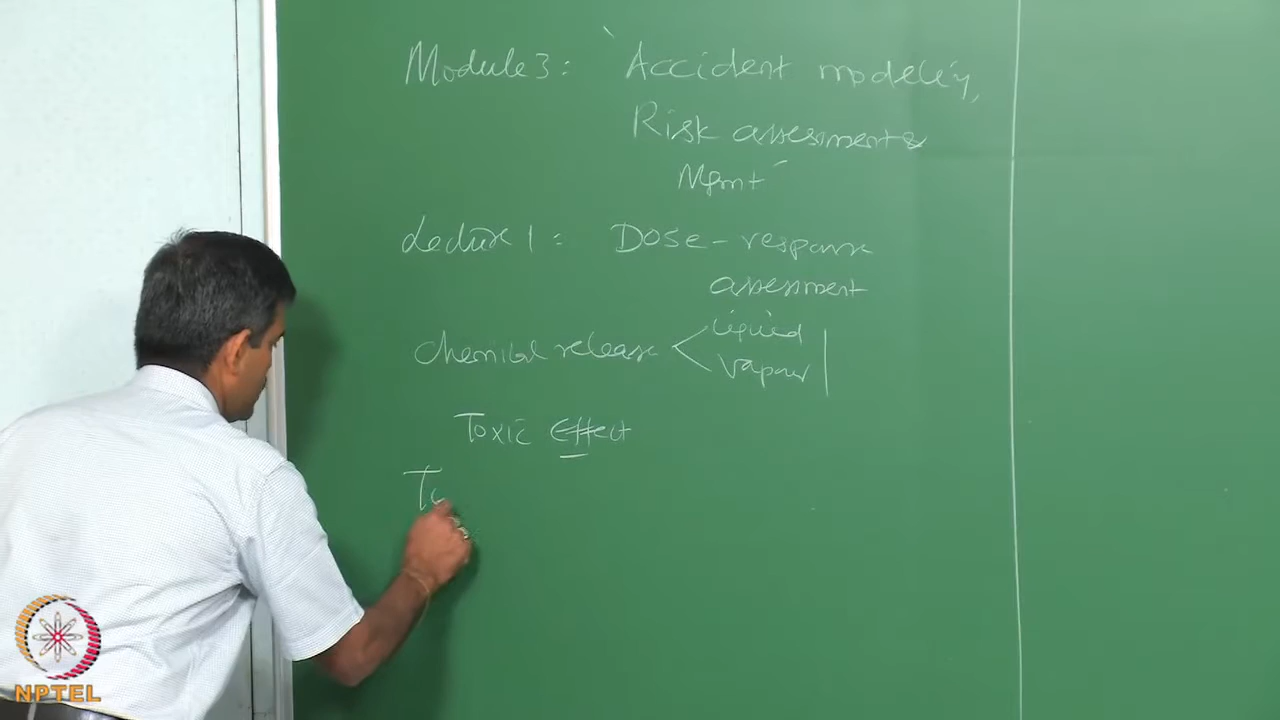 Module 3: "Accident modeling,
Risk assessment &
Mgmt"
Lecture 1: Dose-response
assessment
chemical release < liquid
vapour
Toxic Effect
To
NPTEL